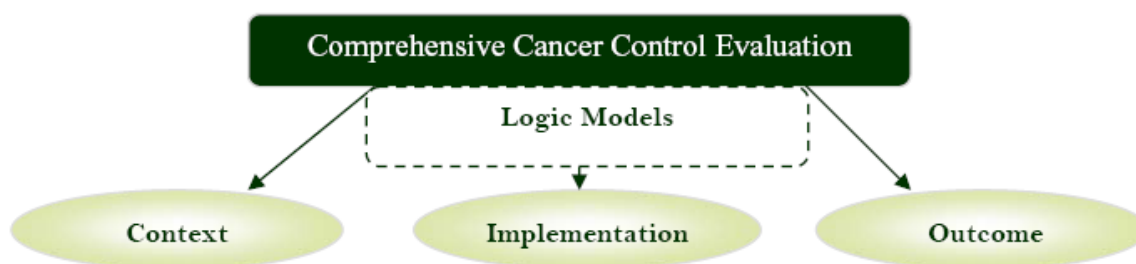 Comprehensive Cancer Control Evaluation
Logic Models
Context Implementation Outcome